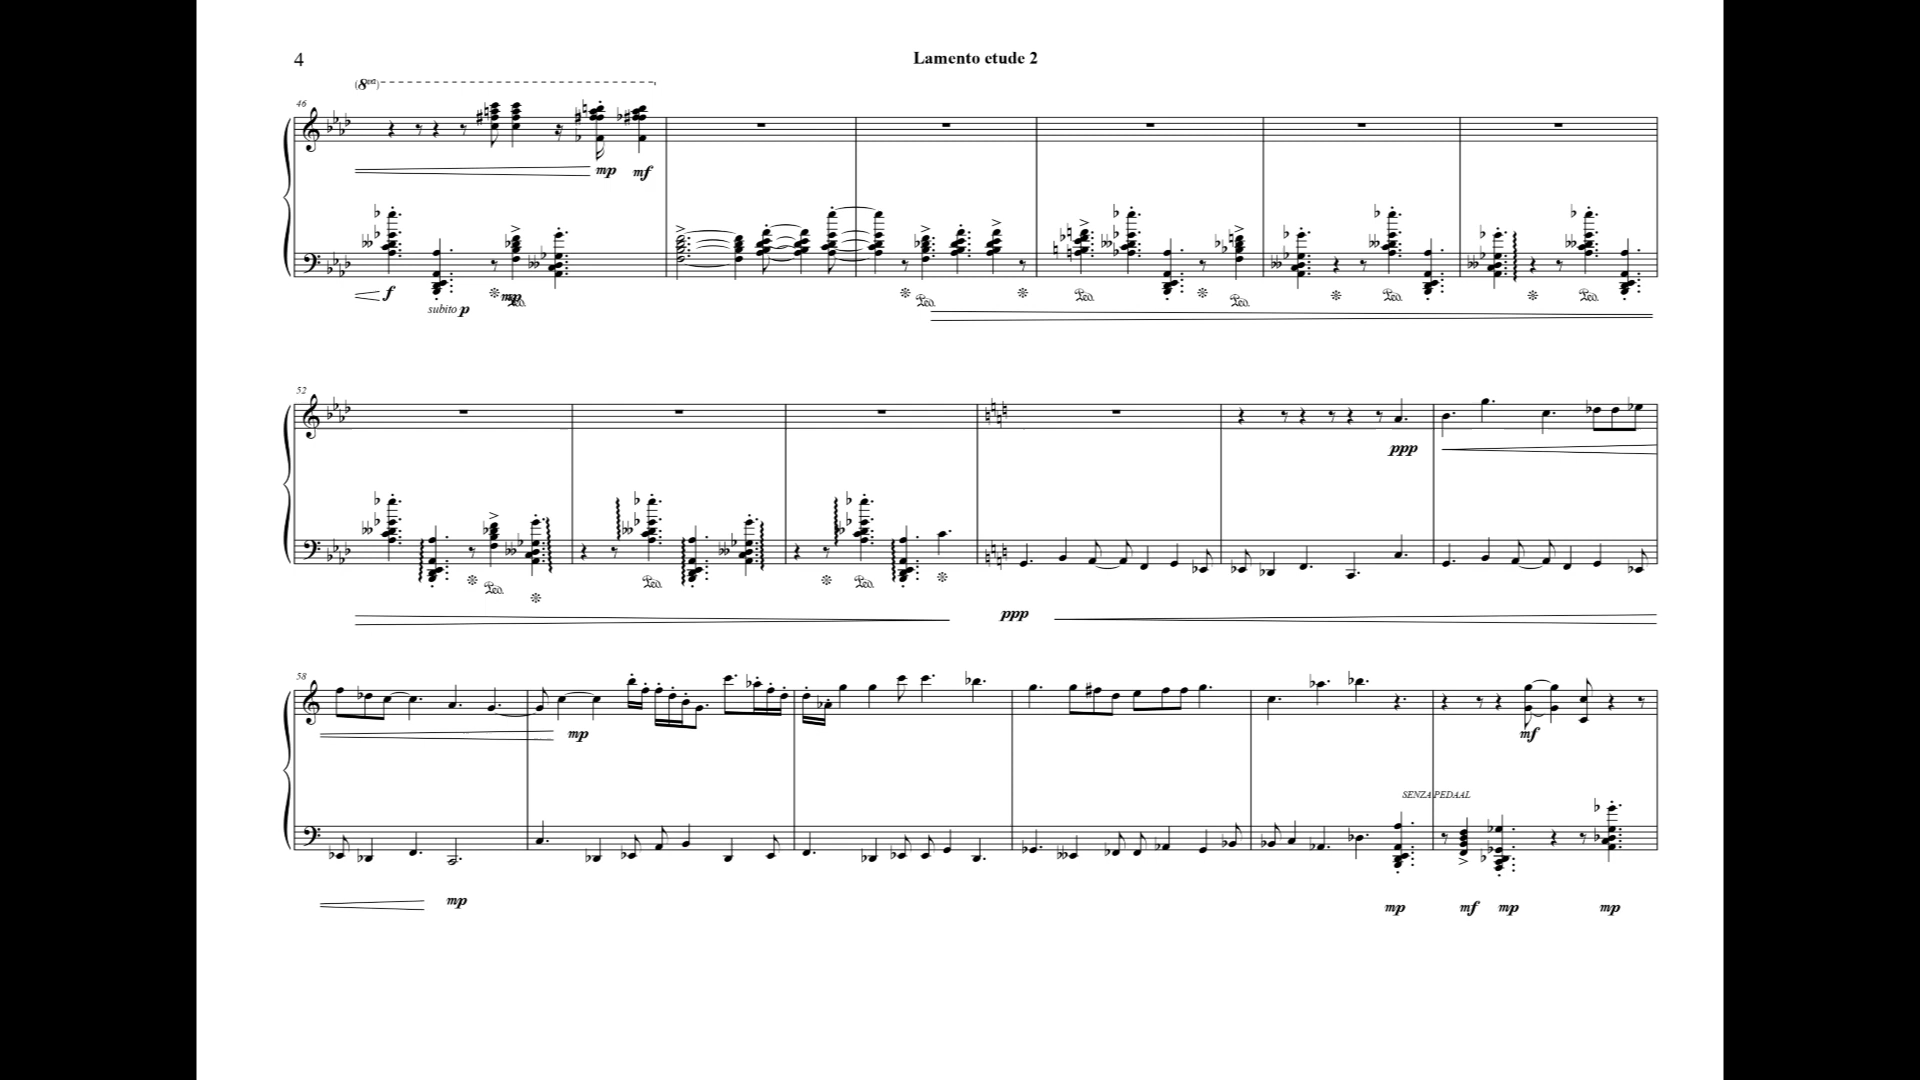 4
Lamento etude 2
(8va)
46
mp mf
f subito p mp
52
ppp
ppp
58
mp
mf
SENZA PEDAAL
mp
mp mf mp mp